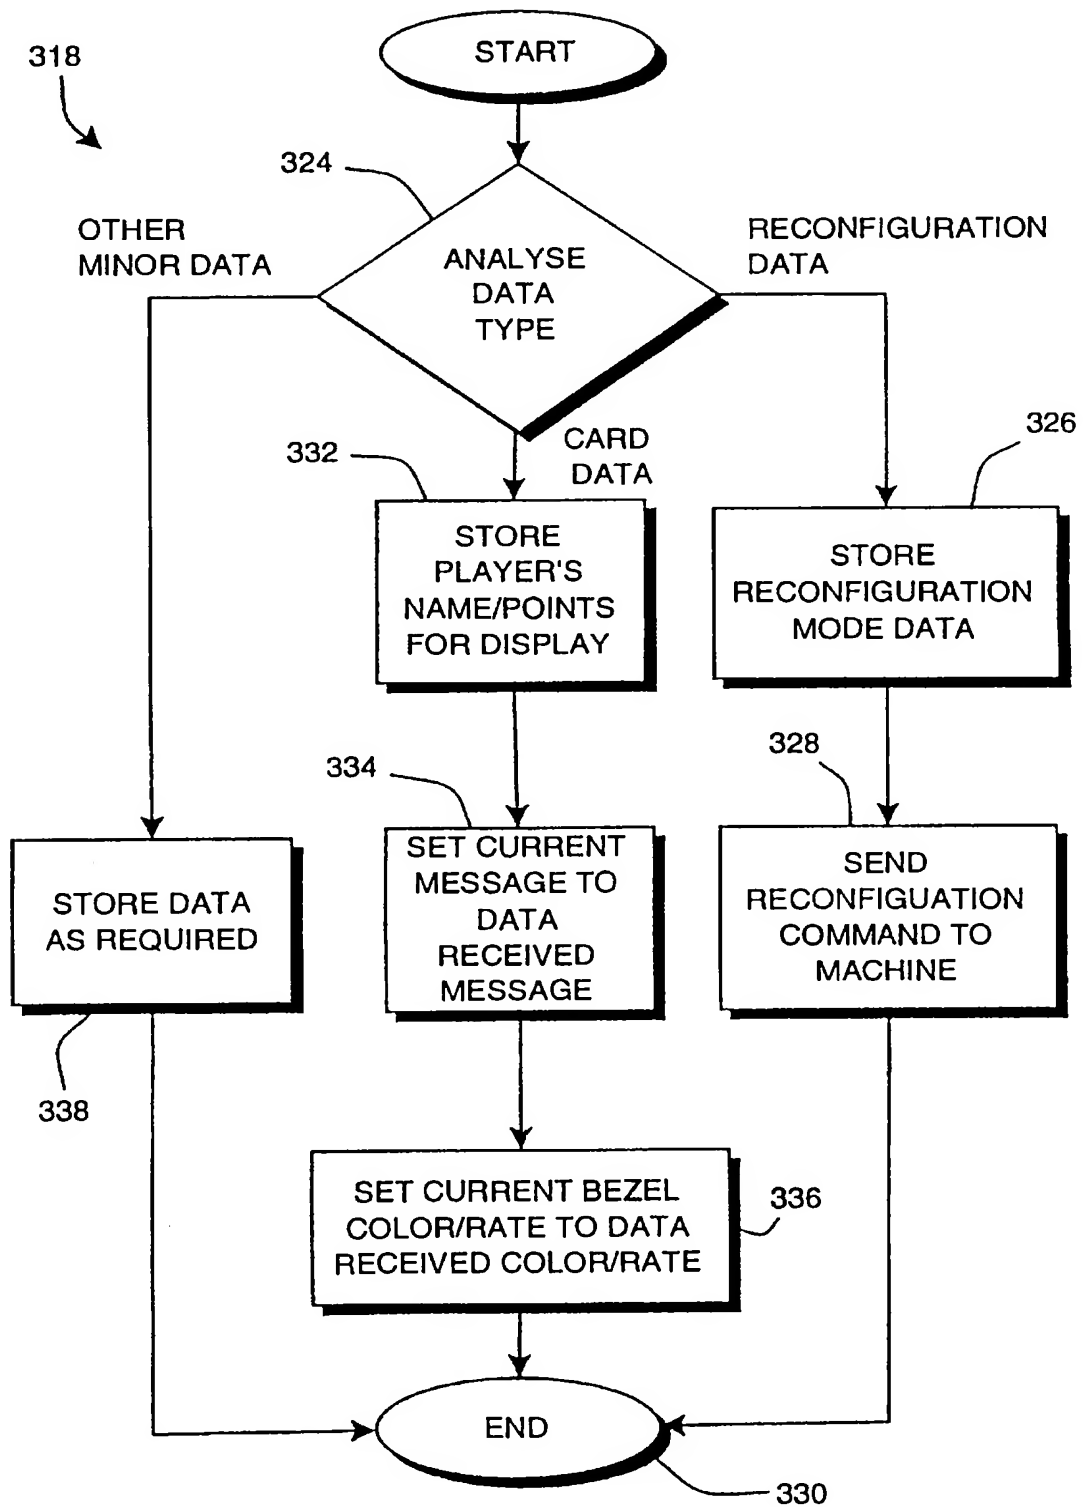 318
START
324
OTHER
MINOR DATA
ANALYSE
DATA
TYPE
RECONFIGURATION
DATA
332
CARD
DATA
326
STORE
PLAYER'S
NAME/POINTS
FOR DISPLAY
STORE
RECONFIGURATION
MODE DATA
334
328
STORE DATA
AS REQUIRED
SET CURRENT
MESSAGE TO
DATA
RECEIVED
MESSAGE
SEND
RECONFIGUATION
COMMAND TO
MACHINE
338
SET CURRENT BEZEL
COLOR/RATE TO DATA
RECEIVED COLOR/RATE
336
END
330